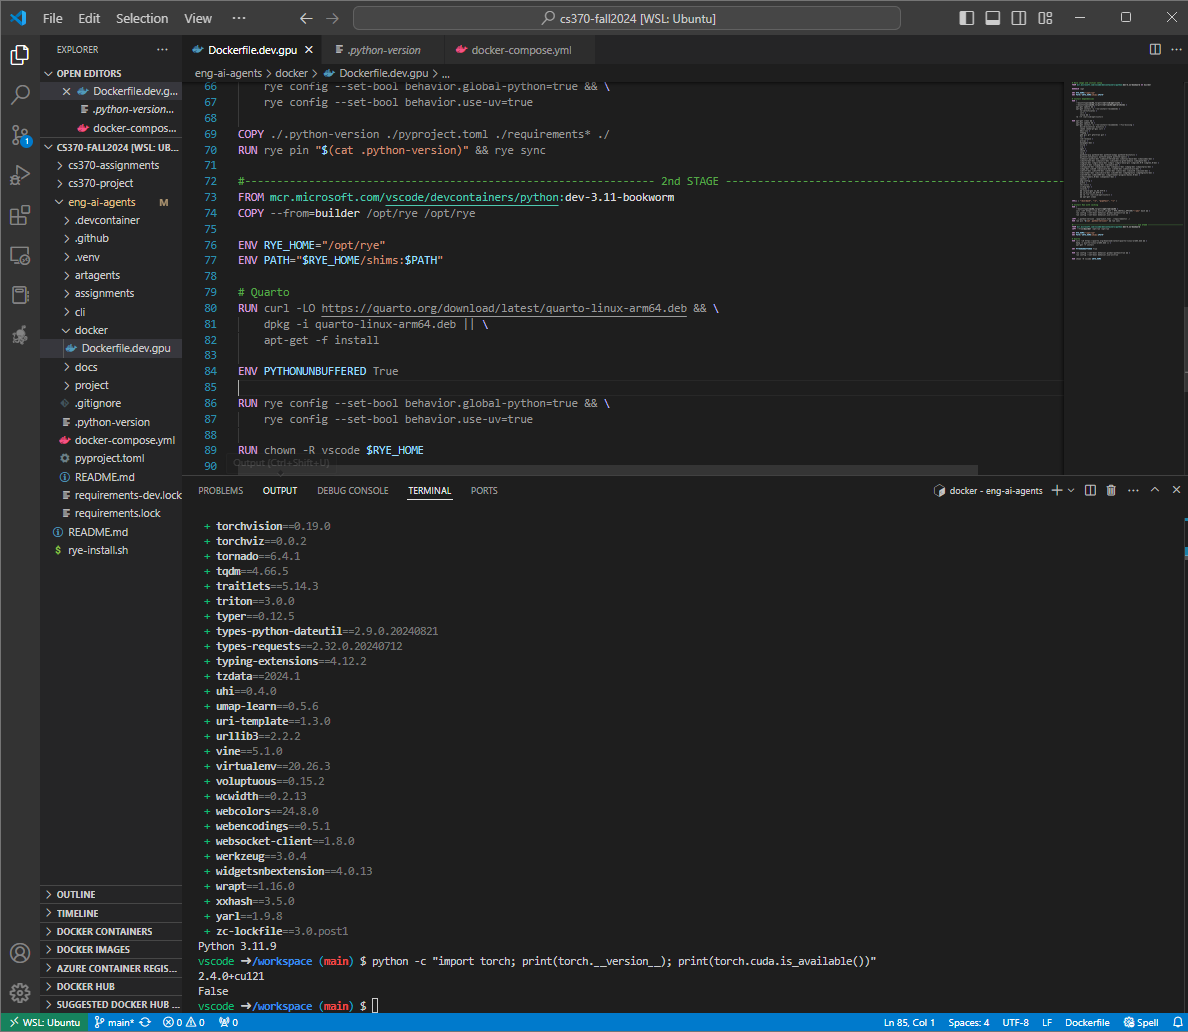 File Edit Selection View ··· cs370-fall2024 [WSL: Ubuntu]
EXPLORER ···
OPEN EDITORS
Dockerfile.dev.g...
.python-version...
docker-compos...
CS370-FALL2024 [WSL: UB...
cs370-assignments
cs370-project
eng-ai-agents M
.devcontainer
.github
.venv
artagents
assignments
cli
docker
Dockerfile.dev.gpu
docs
project
.gitignore
.python-version
docker-compose.yml
pyproject.toml
README.md
requirements-dev.lock
requirements.lock
README.md
$ rye-install.sh
OUTLINE
TIMELINE
DOCKER CONTAINERS
DOCKER IMAGES
AZURE CONTAINER REGIS...
DOCKER HUB
SUGGESTED DOCKER HUB ...
Dockerfile.dev.gpu .python-version docker-compose.yml
eng-ai-agents > docker > Dockerfile.dev.gpu > ...
66 rye config --set-bool behavior.global-python=true && \
67 rye config --set-bool behavior.use-uv=true
68
69 COPY ./.python-version ./pyproject.toml ./requirements* ./
70 RUN rye pin "$(cat .python-version)" && rye sync
71
72 #---------------------------------------------------------------- 2nd STAGE -----------------------------------------------------
73 FROM mcr.microsoft.com/vscode/devcontainers/python:dev-3.11-bookworm
74 COPY --from=builder /opt/rye /opt/rye
75
76 ENV RYE_HOME="/opt/rye"
77 ENV PATH="$RYE_HOME/shims:$PATH"
78
79 # Quarto
80 RUN curl -LO https://quarto.org/download/latest/quarto-linux-arm64.deb && \
81 dpkg -i quarto-linux-arm64.deb || \
82 apt-get -f install
83
84 ENV PYTHONUNBUFFERED True
85
86 RUN rye config --set-bool behavior.global-python=true && \
87 rye config --set-bool behavior.use-uv=true
88
89 RUN chown -R vscode $RYE_HOME
90
Output (Ctrl+Shift+U)
PROBLEMS OUTPUT DEBUG CONSOLE TERMINAL PORTS docker - eng-ai-agents
+ torchvision==0.19.0
+ torchviz==0.0.2
+ tornado==6.4.1
+ tqdm==4.66.5
+ traitlets==5.14.3
+ triton==3.0.0
+ typer==0.12.5
+ types-python-dateutil==2.9.0.20240821
+ types-requests==2.32.0.20240712
+ typing-extensions==4.12.2
+ tzdata==2024.1
+ uhi==0.4.0
+ umap-learn==0.5.6
+ uri-template==1.3.0
+ urllib3==2.2.2
+ vine==5.1.0
+ virtualenv==20.26.3
+ voluptuous==0.15.2
+ wcwidth==0.2.13
+ webcolors==24.8.0
+ webencodings==0.5.1
+ websocket-client==1.8.0
+ werkzeug==3.0.4
+ widgetsnbextension==4.0.13
+ wrapt==1.16.0
+ xxhash==3.5.0
+ yarl==1.9.8
+ zc-lockfile==3.0.post1
Python 3.11.9
vscode ➜/workspace (main) $ python -c "import torch; print(torch.__version__); print(torch.cuda.is_available())"
2.4.0+cu121
False
vscode ➜/workspace (main) $
WSL: Ubuntu main* 0 0 0 Ln 85, Col 1 Spaces: 4 UTF-8 LF Dockerfile Spell